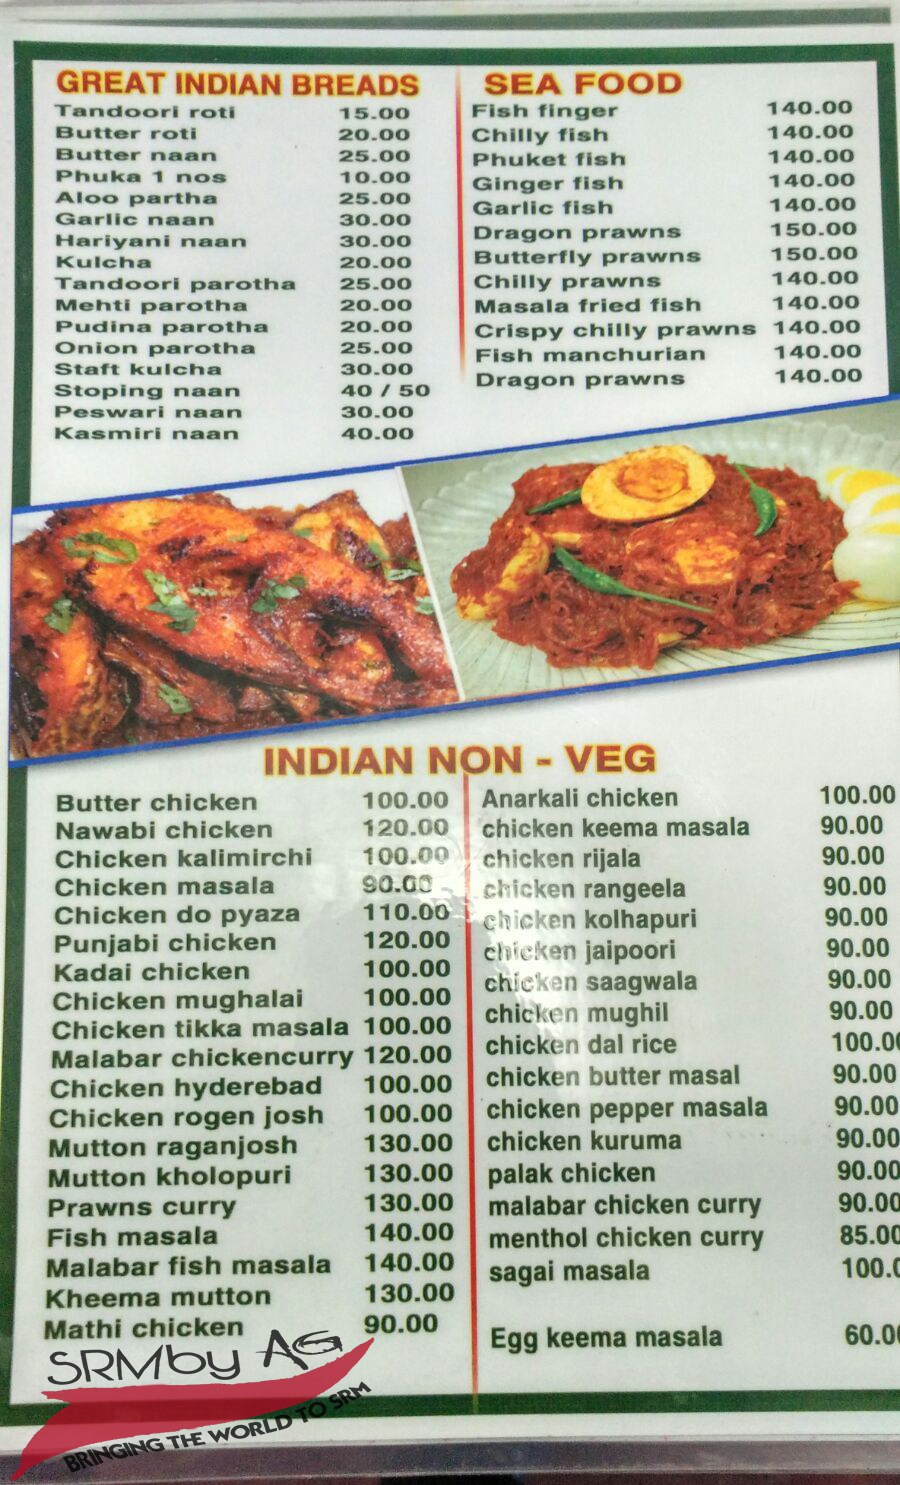 GREAT INDIAN BREADS
Tandoori roti 15.00
Butter roti 20.00
Butter naan 25.00
Phuka 1 nos 10.00
Aloo partha 25.00
Garlic naan 30.00
Hariyani naan 30.00
Kulcha 20.00
Tandoori parotha 25.00
Mehti parotha 20.00
Pudina parotha 20.00
Onion parotha 25.00
Staft kulcha 30.00
Stoping naan 40 / 50
Peswari naan 30.00
Kasmiri naan 40.00
SEA FOOD
Fish finger 140.00
Chilly fish 140.00
Phuket fish 140.00
Ginger fish 140.00
Garlic fish 140.00
Dragon prawns 150.00
Butterfly prawns 150.00
Chilly prawns 140.00
Masala fried fish 140.00
Crispy chilly prawns 140.00
Fish manchurian 140.00
Dragon prawns 140.00
INDIAN NON - VEG
Butter chicken 100.00
Nawabi chicken 120.00
Chicken kalimirchi 100.00
Chicken masala 90.00
Chicken do pyaza 110.00
Punjabi chicken 120.00
Kadai chicken 100.00
Chicken mughalai 100.00
Chicken tikka masala 100.00
Malabar chickencurry 120.00
Chicken hyderebad 100.00
Chicken rogen josh 100.00
Mutton raganjosh 130.00
Mutton kholopuri 130.00
Prawns curry 130.00
Fish masala 140.00
Malabar fish masala 140.00
Kheema mutton 130.00
Mathi chicken 90.00
Anarkali chicken 100.00
chicken keema masala 90.00
chicken rijala 90.00
chicken rangeela 90.00
chicken kolhapuri 90.00
chicken jaipoori 90.00
chicken saagwala 90.00
chicken mughil 90.00
chicken dal rice 100.00
chicken butter masal 90.00
chicken pepper masala 90.00
chicken kuruma 90.00
palak chicken 90.00
malabar chicken curry 90.00
menthol chicken curry 85.00
sagai masala 100.0
Egg keema masala 60.00
SRMby AG
BRINGING THE WORLD TO SRM